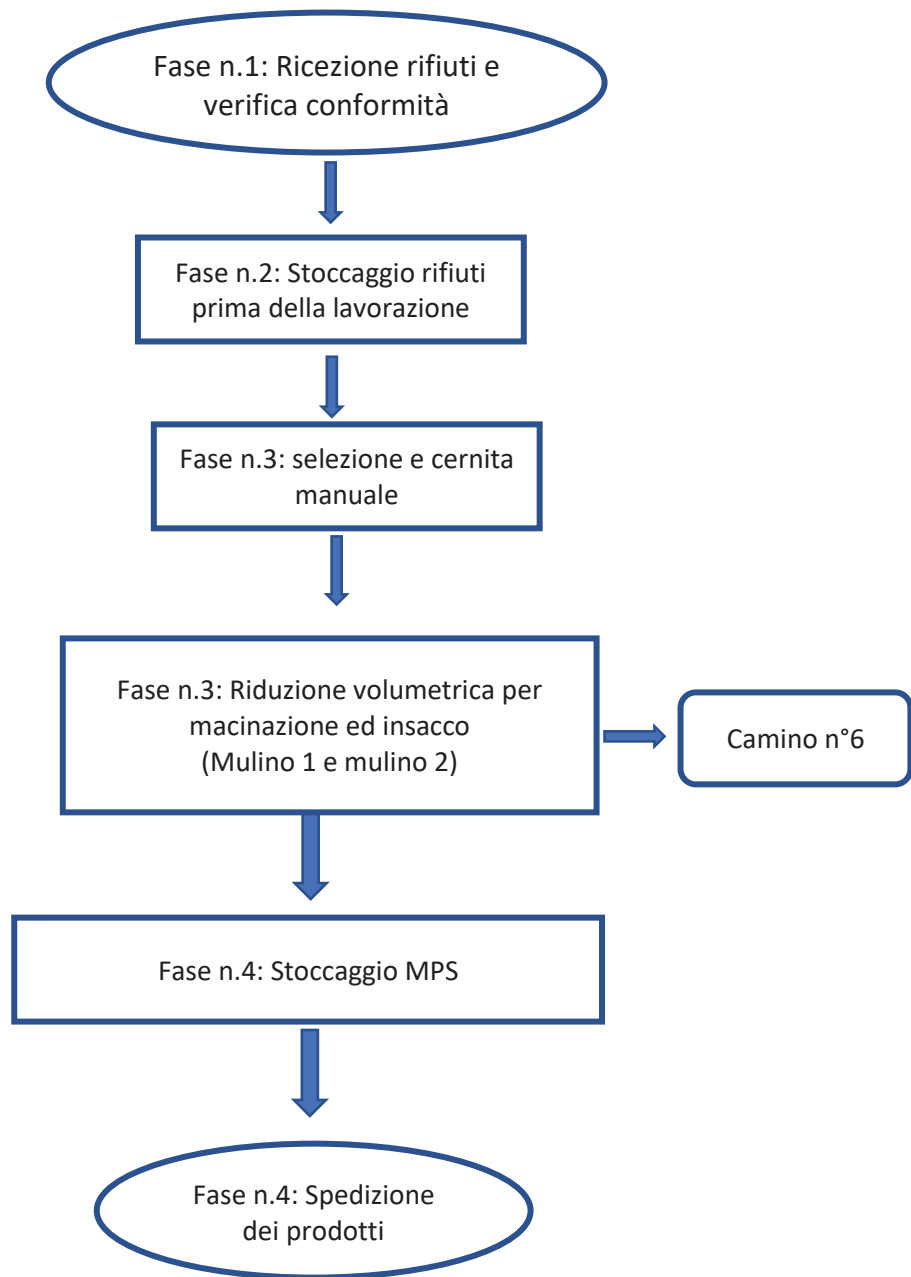 Fase n.1: Ricezione rifiuti e
verifica conformità
Fase n.2: Stoccaggio rifiuti
prima della lavorazione
Fase n.3: selezione e cernita
manuale
Fase n.3: Riduzione volumetrica per
macinazione ed insacco
(Mulino 1 e mulino 2)
Camino n°6
Fase n.4: Stoccaggio MPS
Fase n.4: Spedizione
dei prodotti